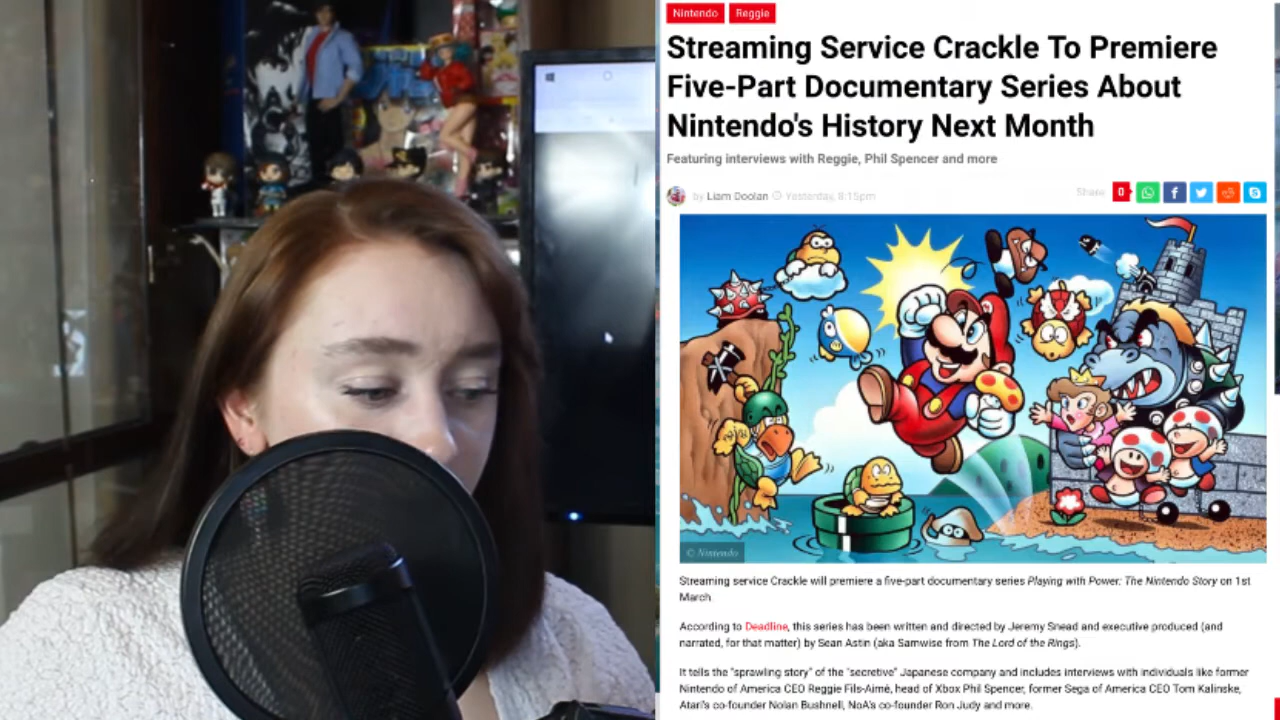 Nintendo Reggie
Streaming Service Crackle To Premiere
Five-Part Documentary Series About
Nintendo's History Next Month
Featuring interviews with Reggie, Phil Spencer and more
by Liam Doolan Yesterday, 8:15pm
Share: 0
© Nintendo
Streaming service Crackle will premiere a five-part documentary series Playing with Power: The Nintendo Story on 1st
March.
According to Deadline, this series has been written and directed by Jeremy Snead and executive produced (and
narrated, for that matter) by Sean Astin (aka Samwise from The Lord of the Rings).
It tells the "sprawling story" of the "secretive" Japanese company and includes interviews with individuals like former
Nintendo of America CEO Reggie Fils-Aimé, head of Xbox Phil Spencer, former Sega of America CEO Tom Kalinske,
Atari's co-founder Nolan Bushnell, NoA's co-founder Ron Judy and more.